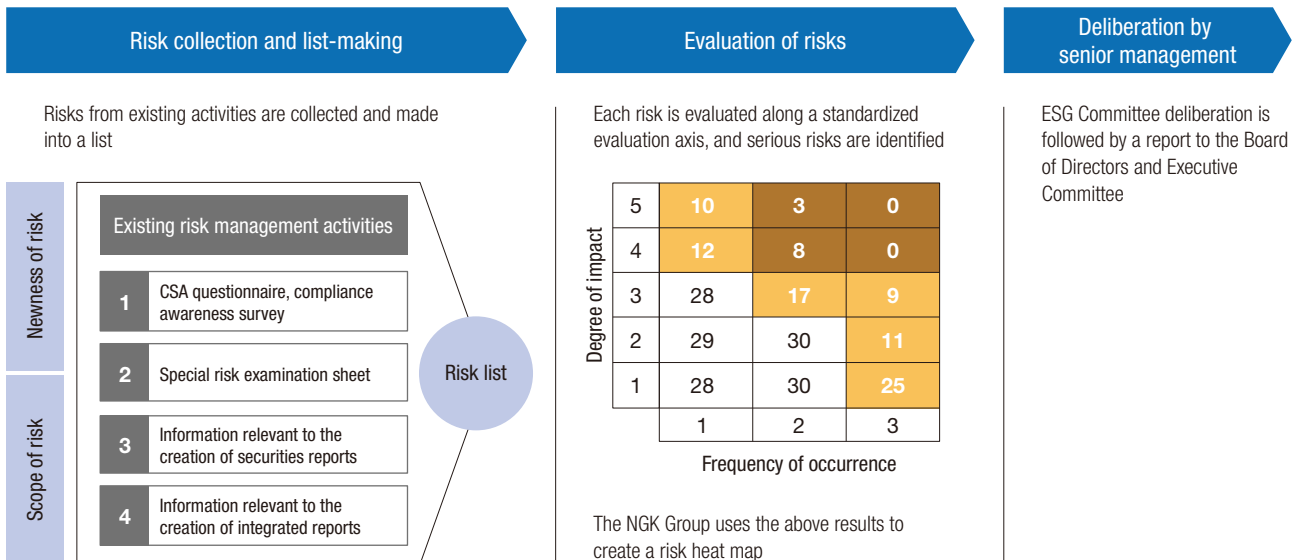 Risk collection and list-making
Risks from existing activities are collected and made
into a list
Newness of risk
Scope of risk
Existing risk management activities
1
CSA questionnaire, compliance
awareness survey
2
Special risk examination sheet
3
Information relevant to the
creation of securities reports
4
Information relevant to the
creation of integrated reports
Risk list
Evaluation of risks
Each risk is evaluated along a standardized
evaluation axis, and serious risks are identified
Degree of impact
5 10 3 0
4 12 8 0
3 28 17 9
2 29 30 11
1 28 30 25
1 2 3
Frequency of occurrence
The NGK Group uses the above results to
create a risk heat map
Deliberation by
senior management
ESG Committee deliberation is
followed by a report to the Board
of Directors and Executive
Committee